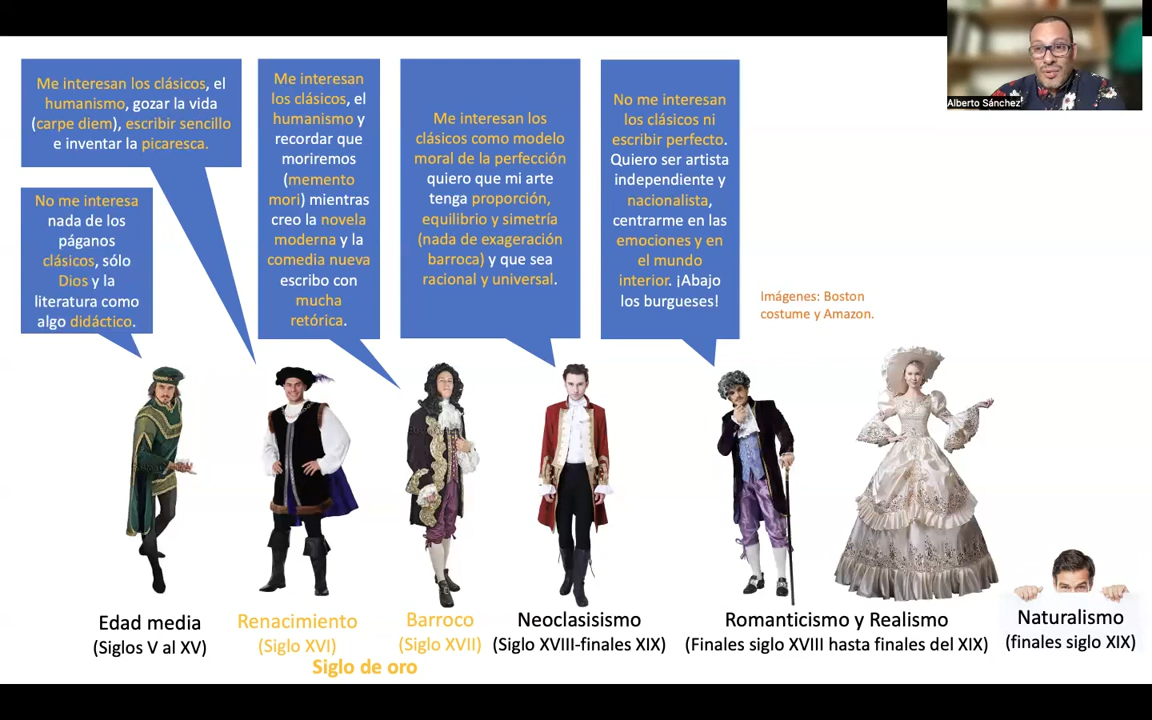 Alberto Sánchez
Me interesan los clásicos, el
humanismo, gozar la vida
(carpe diem), escribir sencillo
e inventar la picaresca.
No me interesa
nada de los
páganos
clásicos, sólo
Dios y la
literatura como
algo didáctico.
Me interesan
los clásicos, el
humanismo y
recordar que
moriremos
(memento
mori) mientras
creo la novela
moderna y la
comedia nueva
escribo con
mucha
retórica.
Me interesan los
clásicos como modelo
moral de la perfección
quiero que mi arte
tenga proporción,
equilibrio y simetría
(nada de exageración
barroca) y que sea
racional y universal.
No me interesan
los clásicos ni
escribir perfecto.
Quiero ser artista
independiente y
nacionalista,
centrarme en las
emociones y en
el mundo
interior. ¡Abajo
los burgueses!
Imágenes: Boston
costume y Amazon.
Edad media
(Siglos V al XV)
Renacimiento
(Siglo XVI)
Barroco
(Siglo XVII)
Siglo de oro
Neoclasisismo
(Siglo XVIII-finales XIX)
Romanticismo y Realismo
(Finales siglo XVIII hasta finales del XIX)
Naturalismo
(finales siglo XIX)